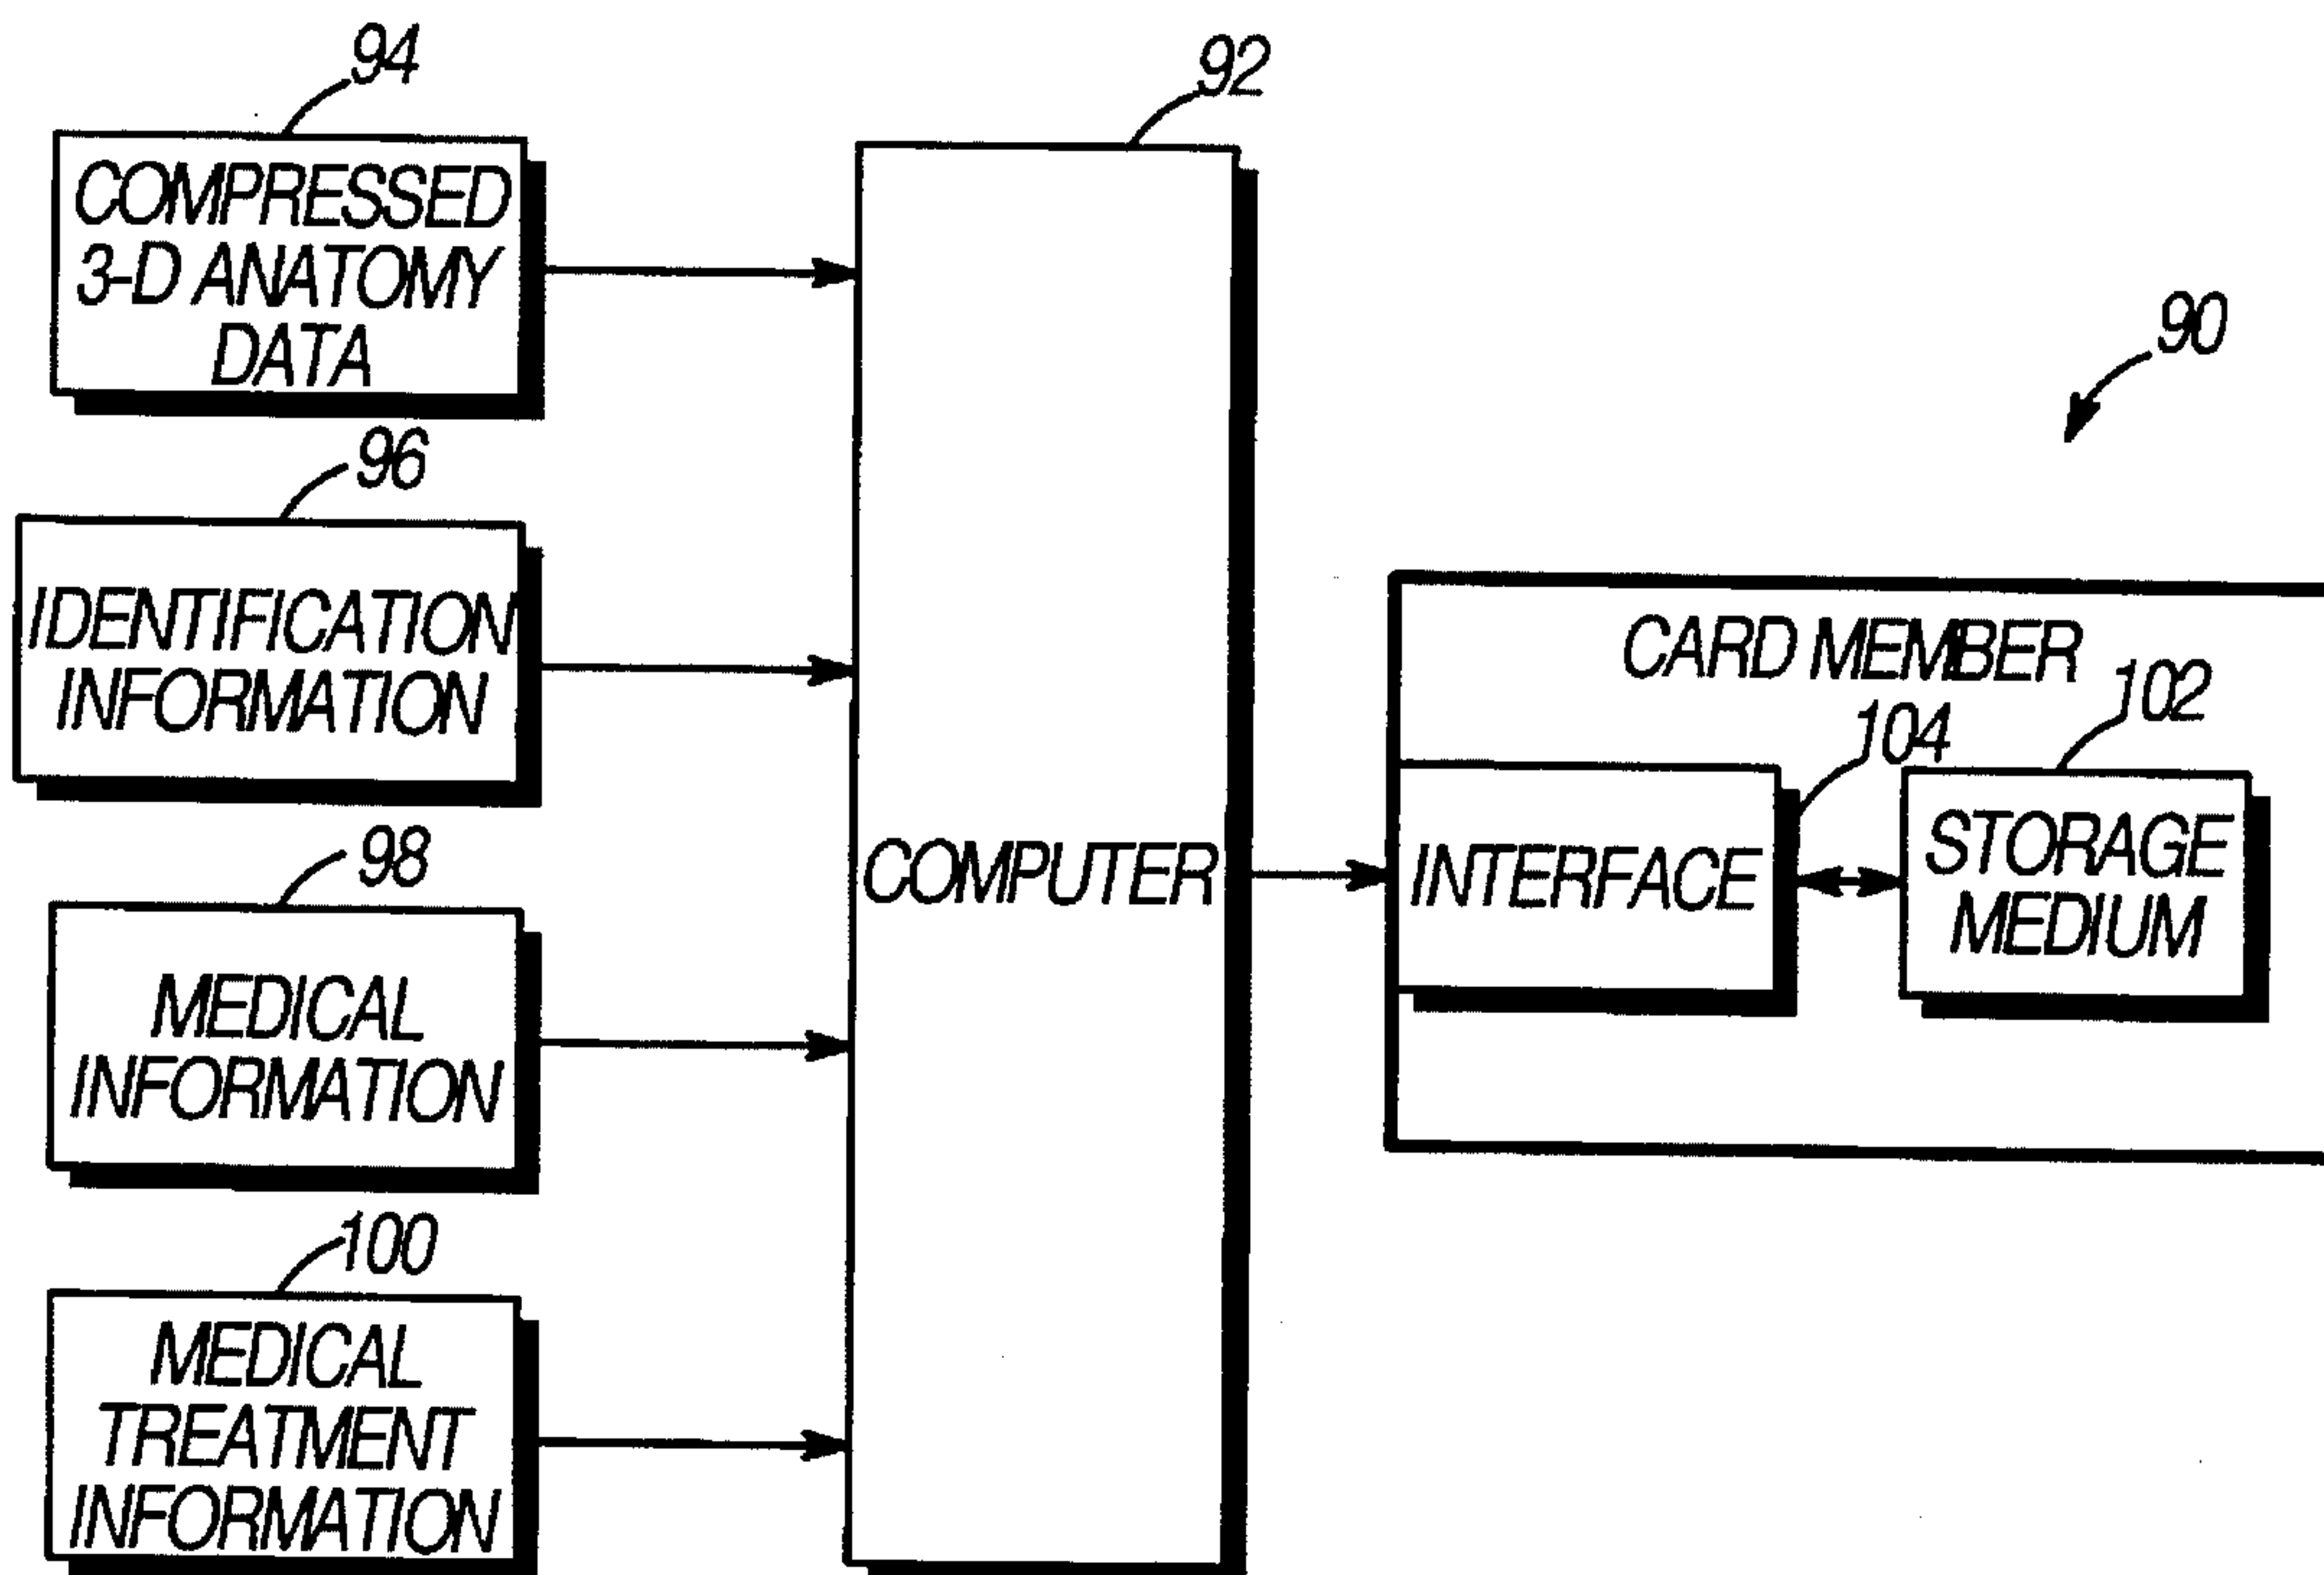 94
COMPRESSED
3-D ANATOMY
DATA
96
IDENTIFICATION
INFORMATION
98
MEDICAL
INFORMATION
100
MEDICAL
TREATMENT
INFORMATION
92
COMPUTER
90
CARD MEMBER
104
INTERFACE
102
STORAGE
MEDIUM